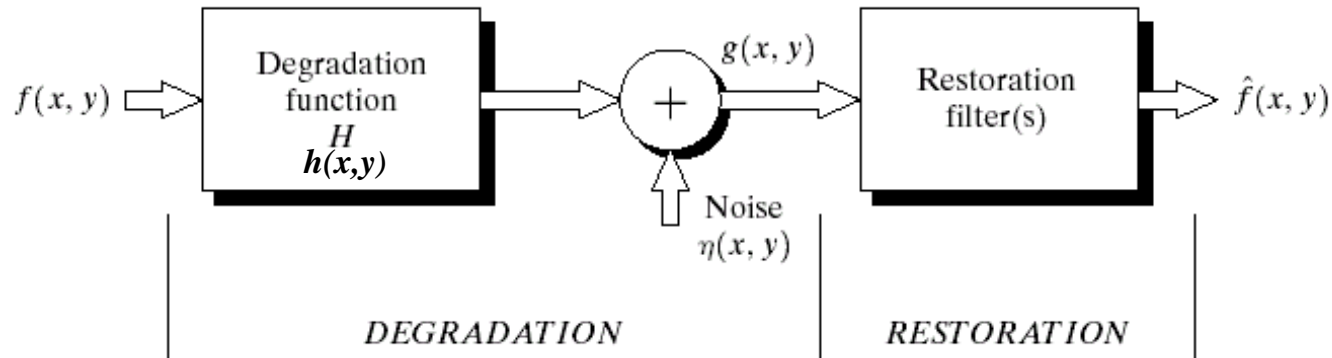 f(x, y)
Degradation
function
H
h(x,y)
+
Noise
η(x, y)
g(x, y)
Restoration
filter(s)
f̂(x, y)
DEGRADATION
RESTORATION